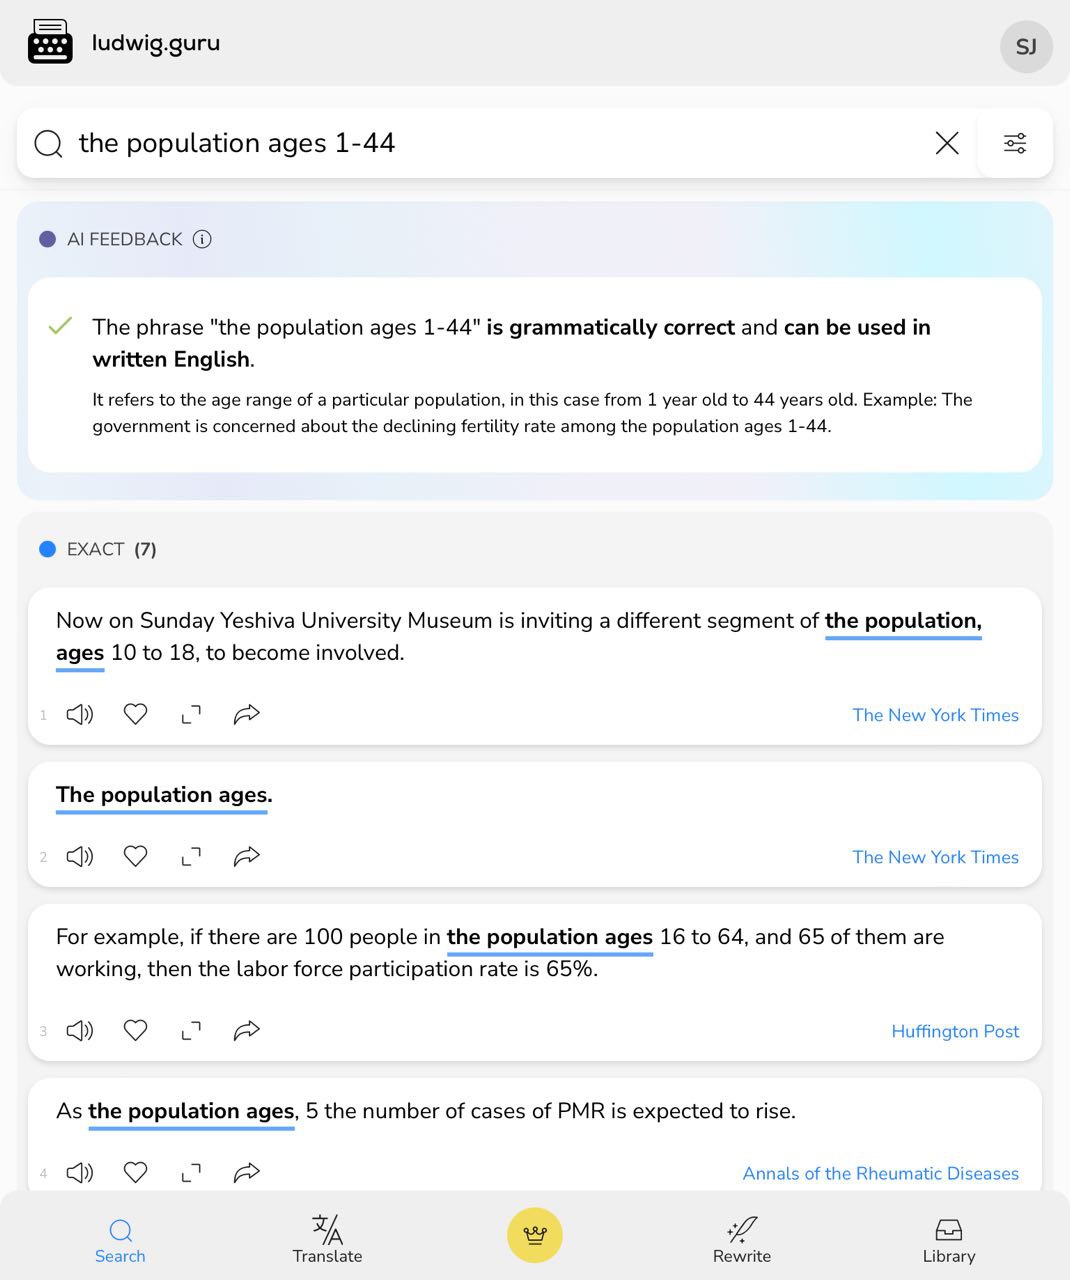 ludwig.guru
SJ
the population ages 1-44
AI FEEDBACK
The phrase "the population ages 1-44" is grammatically correct and can be used in
written English.
It refers to the age range of a particular population, in this case from 1 year old to 44 years old. Example: The
government is concerned about the declining fertility rate among the population ages 1-44.
EXACT (7)
Now on Sunday Yeshiva University Museum is inviting a different segment of the population,
ages 10 to 18, to become involved.
1
The New York Times
The population ages.
2
The New York Times
For example, if there are 100 people in the population ages 16 to 64, and 65 of them are
working, then the labor force participation rate is 65%.
3
Huffington Post
As the population ages, 5 the number of cases of PMR is expected to rise.
4
Annals of the Rheumatic Diseases
Search
Translate
Rewrite
Library